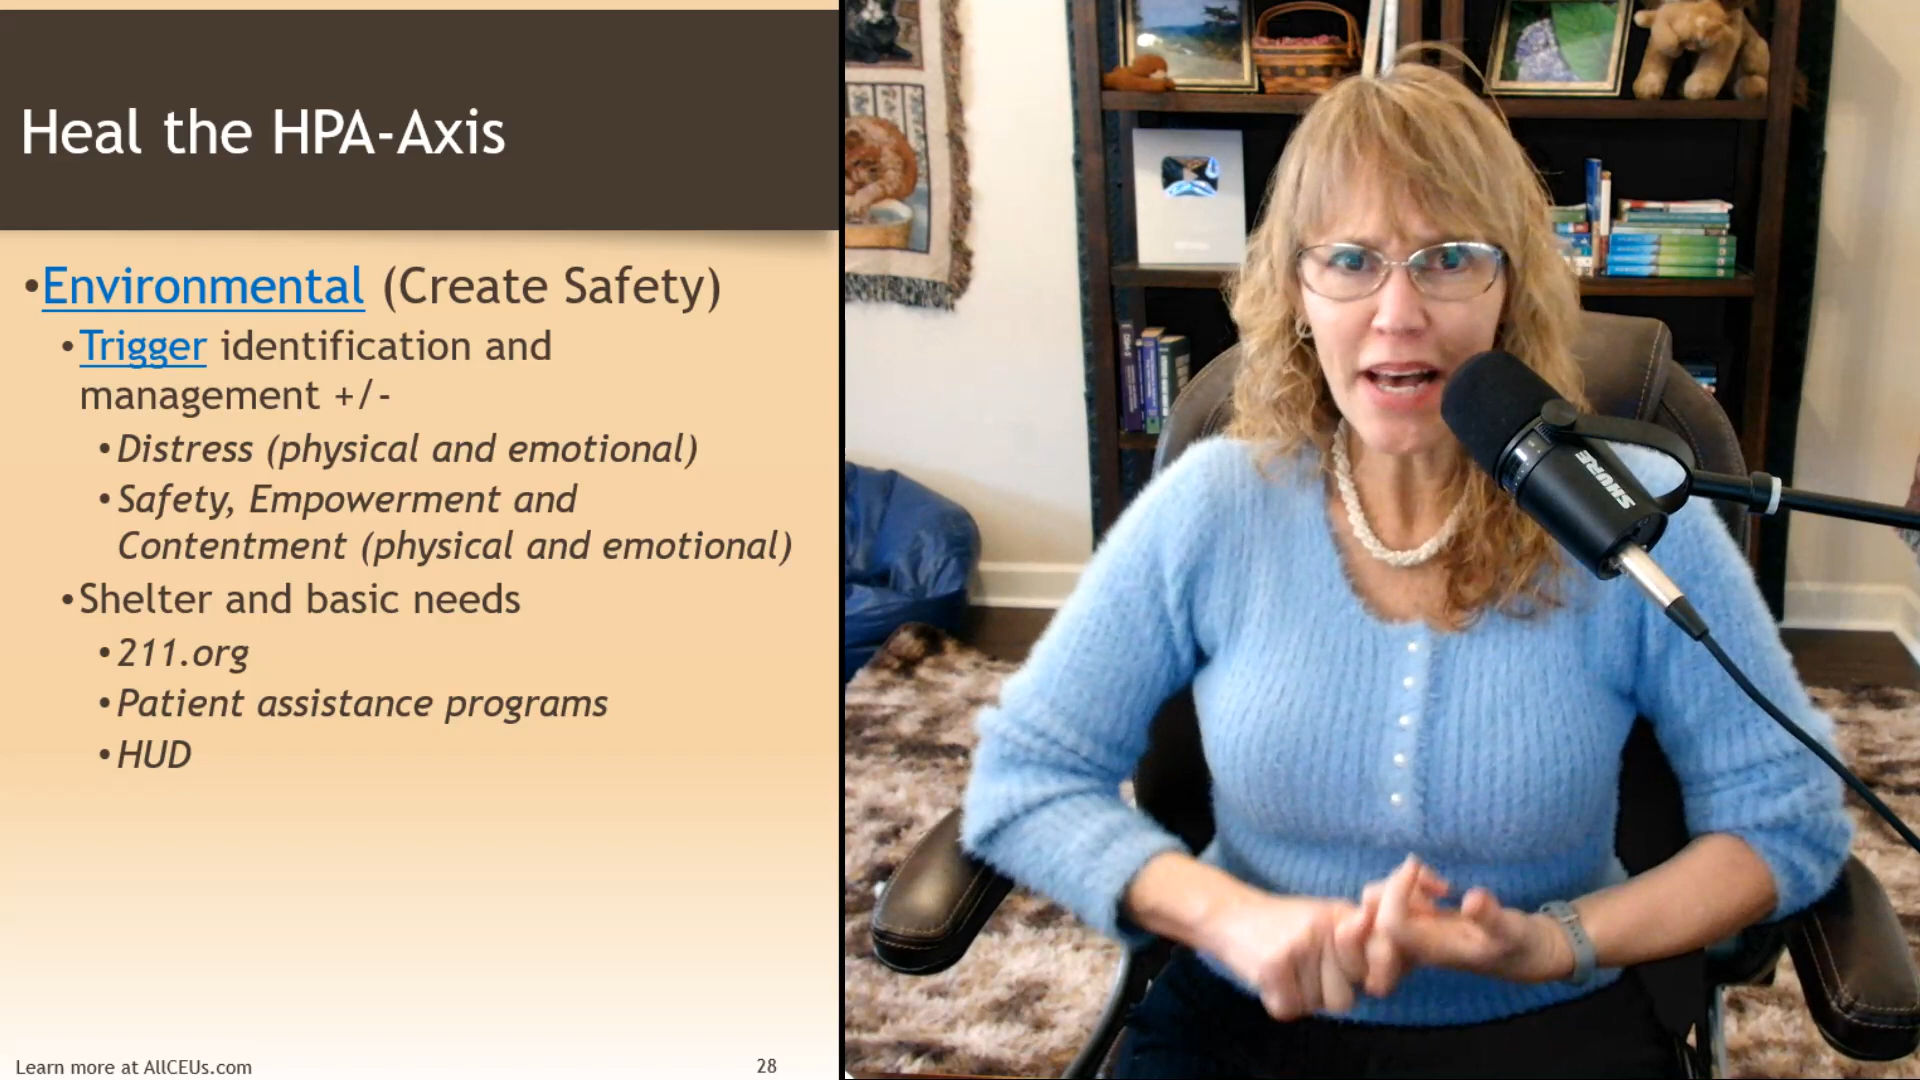 Heal the HPA-Axis
•Environmental (Create Safety)
•Trigger identification and
management +/-
•Distress (physical and emotional)
•Safety, Empowerment and
Contentment (physical and emotional)
•Shelter and basic needs
•211.org
•Patient assistance programs
•HUD
Learn more at AllCEUs.com
28
SHURE